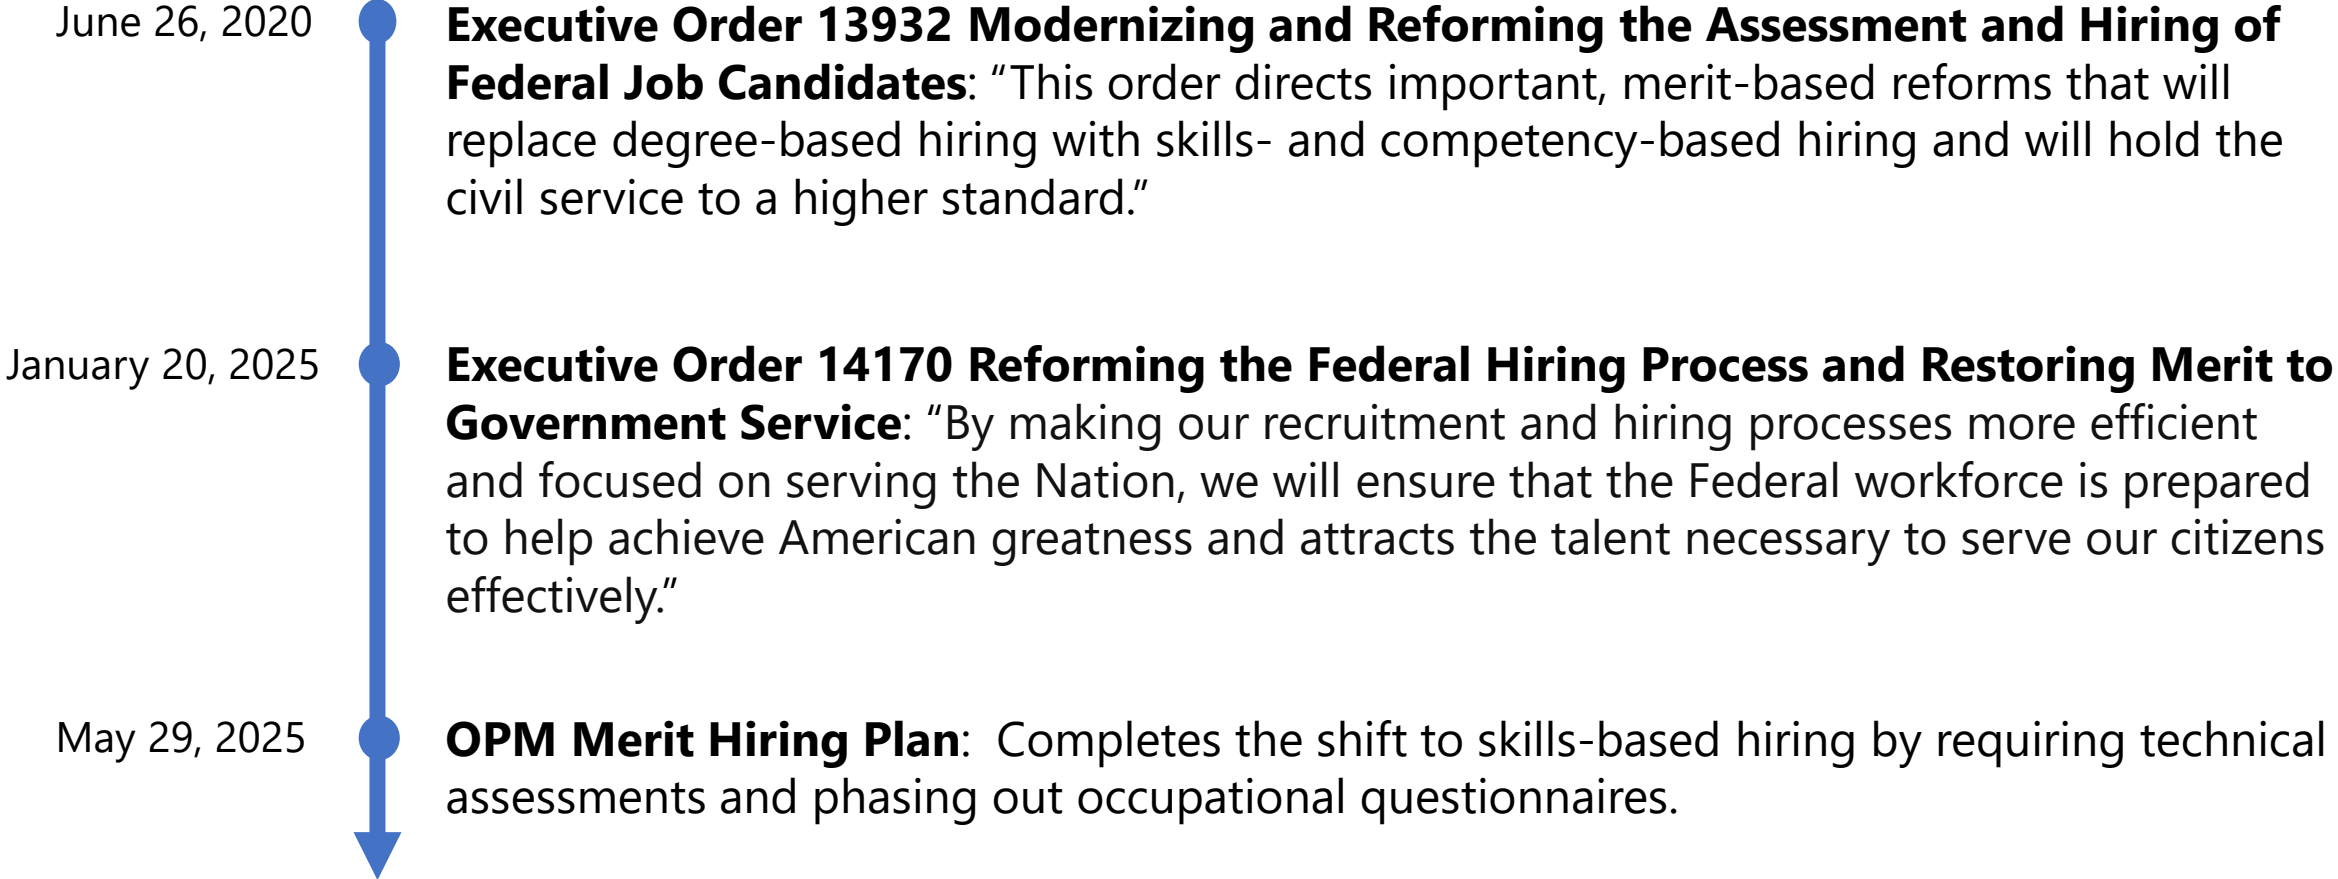 June 26, 2020
Executive Order 13932 Modernizing and Reforming the Assessment and Hiring of
Federal Job Candidates: “This order directs important, merit-based reforms that will
replace degree-based hiring with skills- and competency-based hiring and will hold the
civil service to a higher standard.”
January 20, 2025
Executive Order 14170 Reforming the Federal Hiring Process and Restoring Merit to
Government Service: “By making our recruitment and hiring processes more efficient
and focused on serving the Nation, we will ensure that the Federal workforce is prepared
to help achieve American greatness and attracts the talent necessary to serve our citizens
effectively.”
May 29, 2025
OPM Merit Hiring Plan:  Completes the shift to skills-based hiring by requiring technical
assessments and phasing out occupational questionnaires.